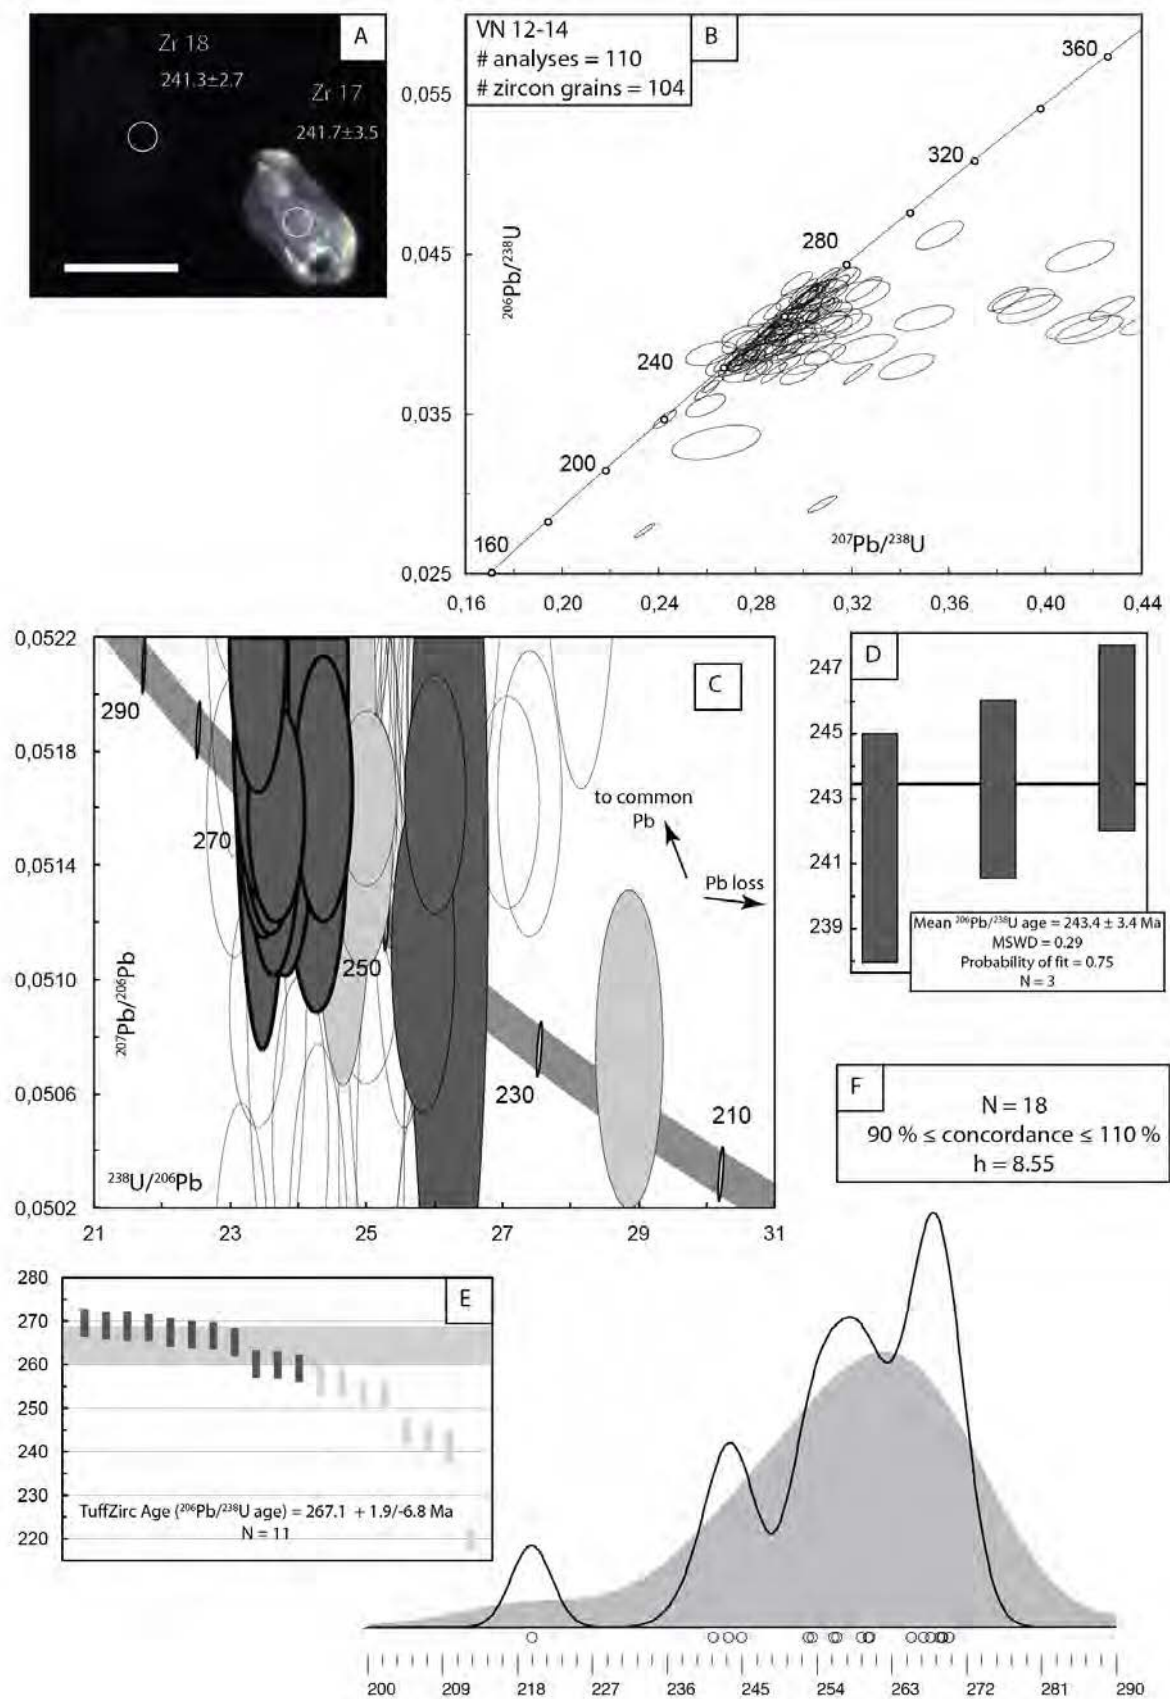 A
Zr 18
241.3±2.7
Zr 17
241.7±3.5
VN 12-14
# analyses = 110
# zircon grains = 104
B
360
320
280
240
200
160
0,055
0,045
0,035
0.025
²⁰⁶Pb/²³⁸U
²⁰⁷Pb/²³⁸U
0.16 0,20 0,24 0,28 0,32 0,36 0,40 0,44
0,0522
0,0518
0,0514
0,0510
0,0506
0,0502
²⁰⁷Pb/²⁰⁶Pb
C
290
270
250
230
210
to common
Pb
Pb loss
²³⁸U/²⁰⁶Pb
21 23 25 27 29 31
D
247
245
243
241
239
Mean ²⁰⁶Pb/²³⁸U age = 243.4 ± 3.4 Ma
MSWD = 0.29
Probability of fit = 0.75
N = 3
E
280
270
260
250
240
230
220
TuffZirc Age (²⁰⁶Pb/²³⁸U age) = 267.1 + 1.9/-6.8 Ma
N = 11
F
N = 18
90 % ≤ concordance ≤ 110 %
h = 8.55
200 209 218 227 236 245 254 263 272 281 290